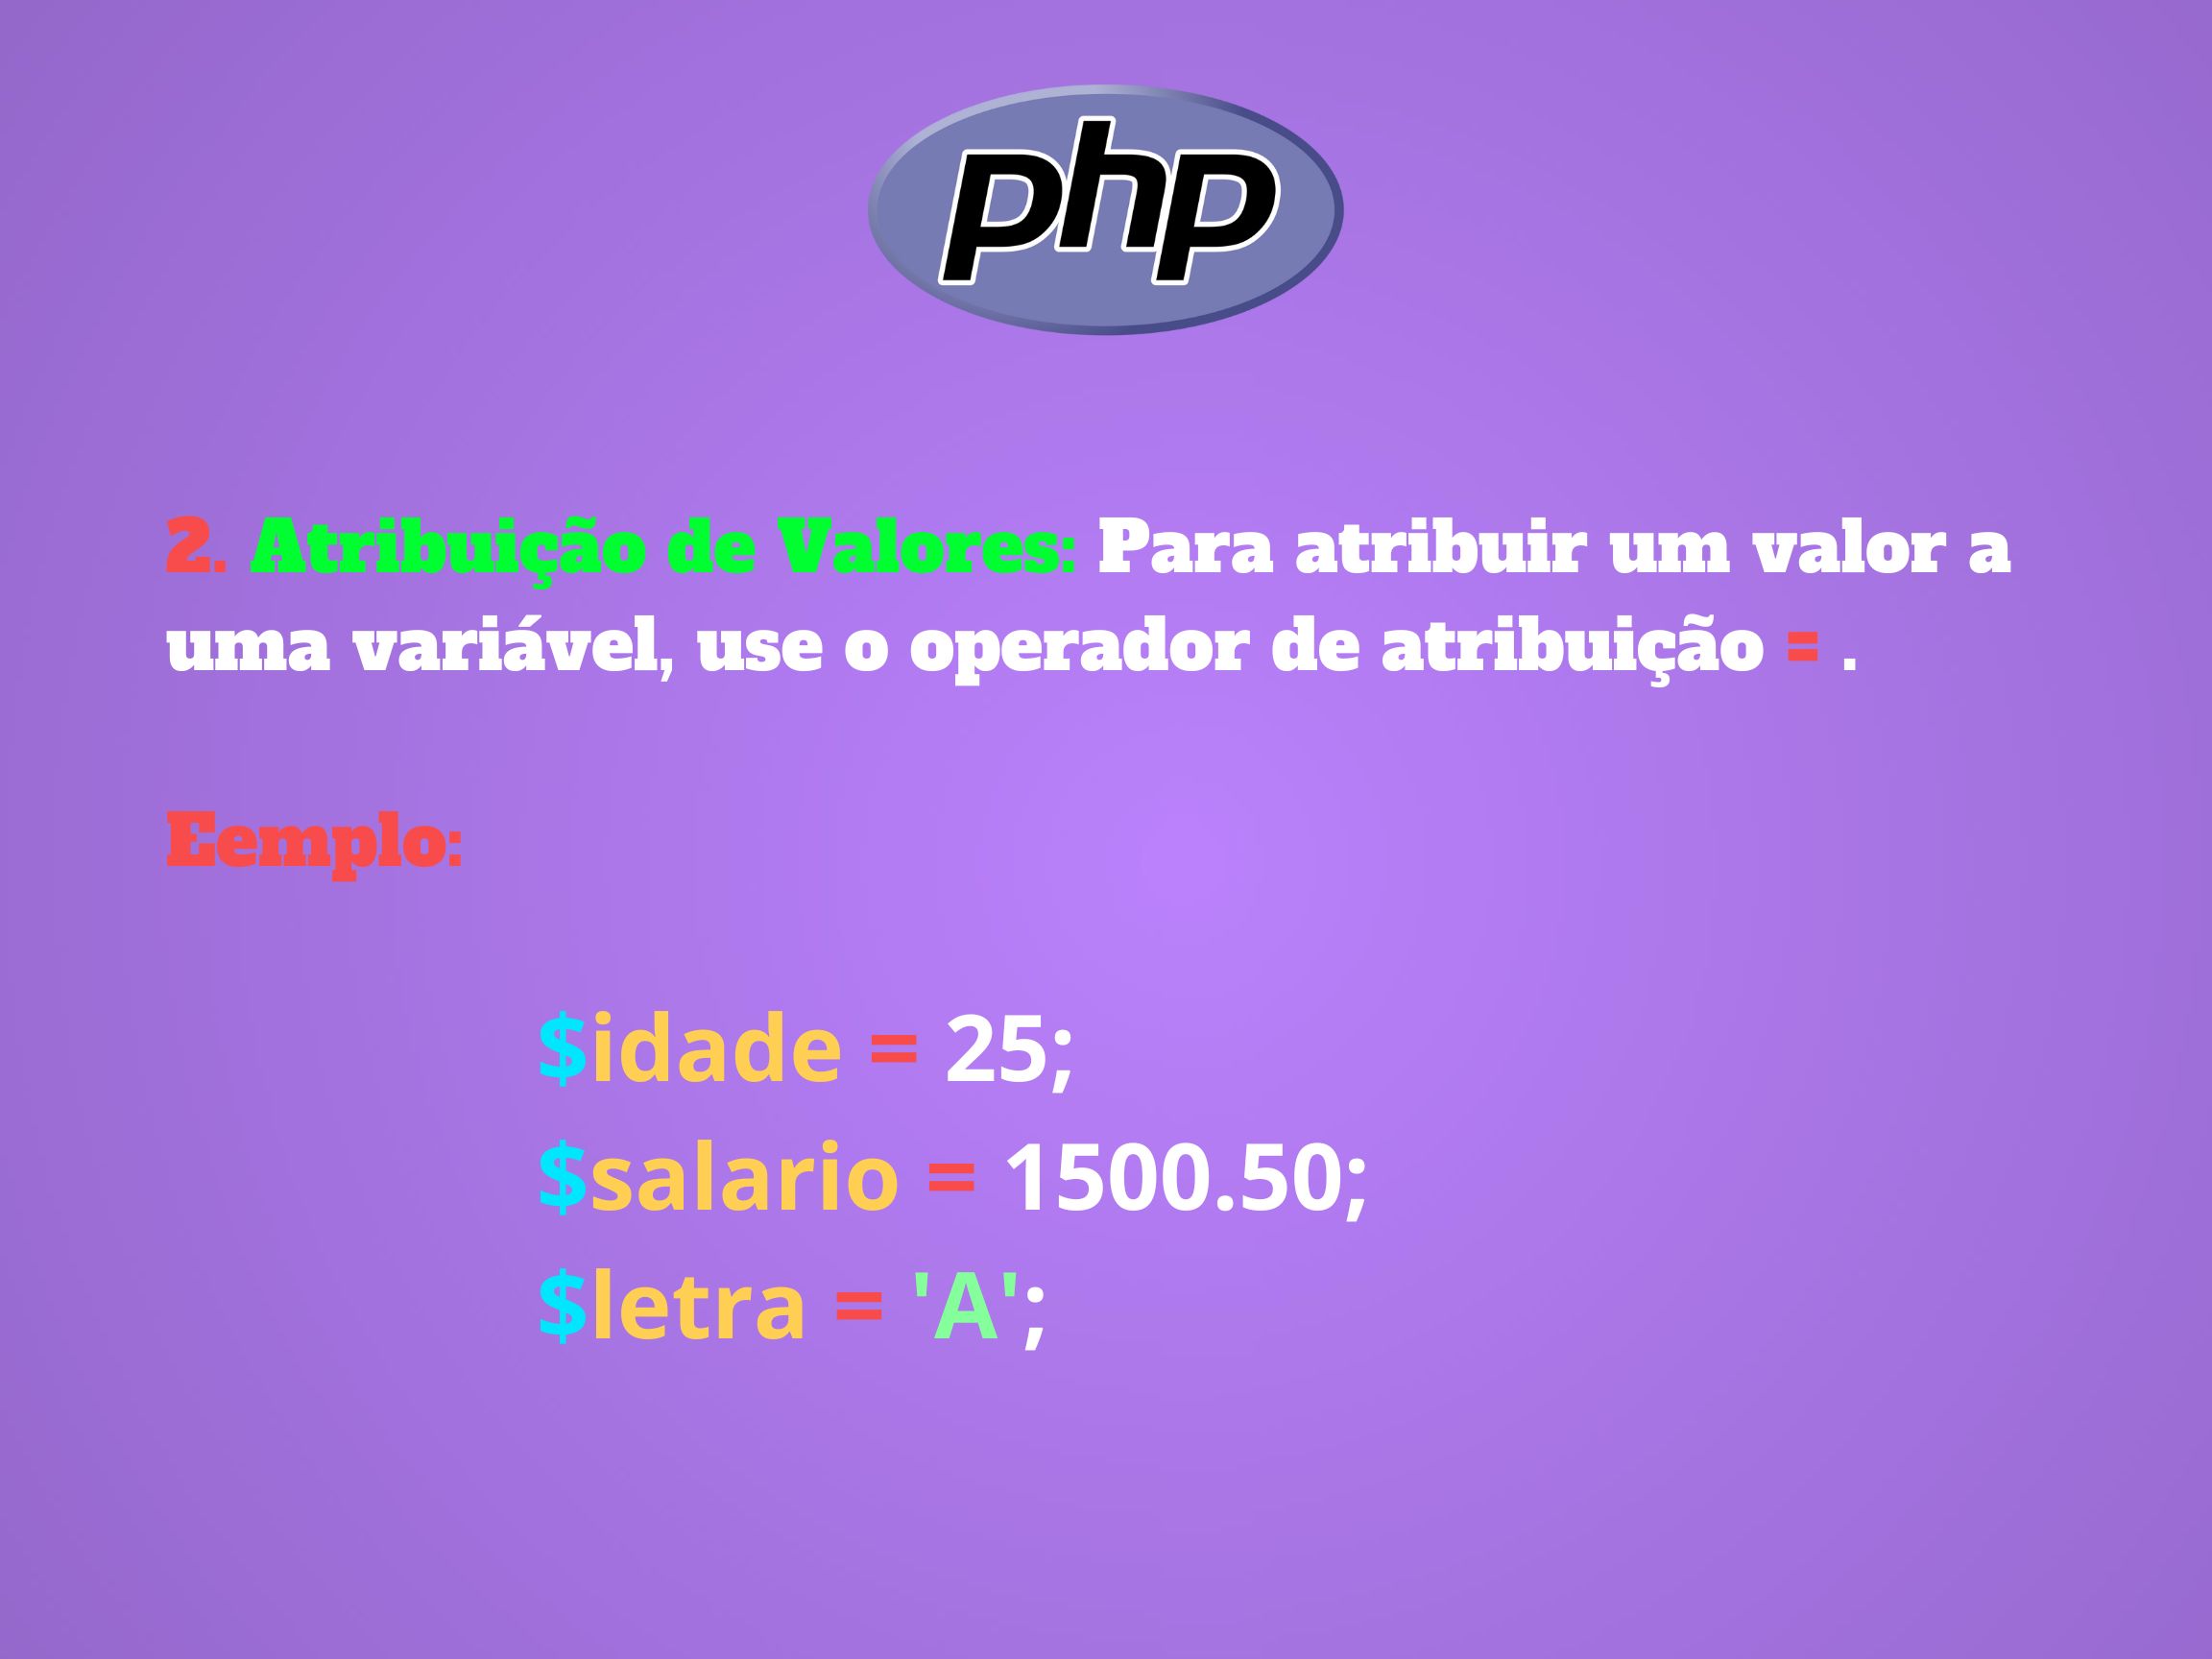 php
2. Atribuição de Valores: Para atribuir um valor a
uma variável, use o operador de atribuição = .
Eemplo:
$idade = 25;
$salario = 1500.50;
$letra = 'A';